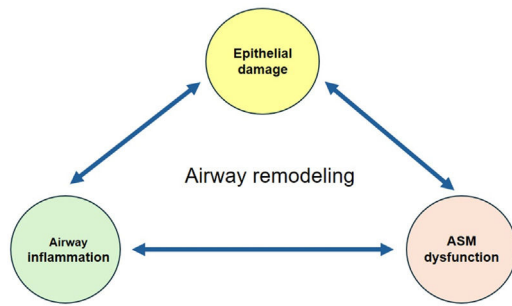 Epithelial
damage
Airway remodeling
Airway
inflammation
ASM
dysfunction